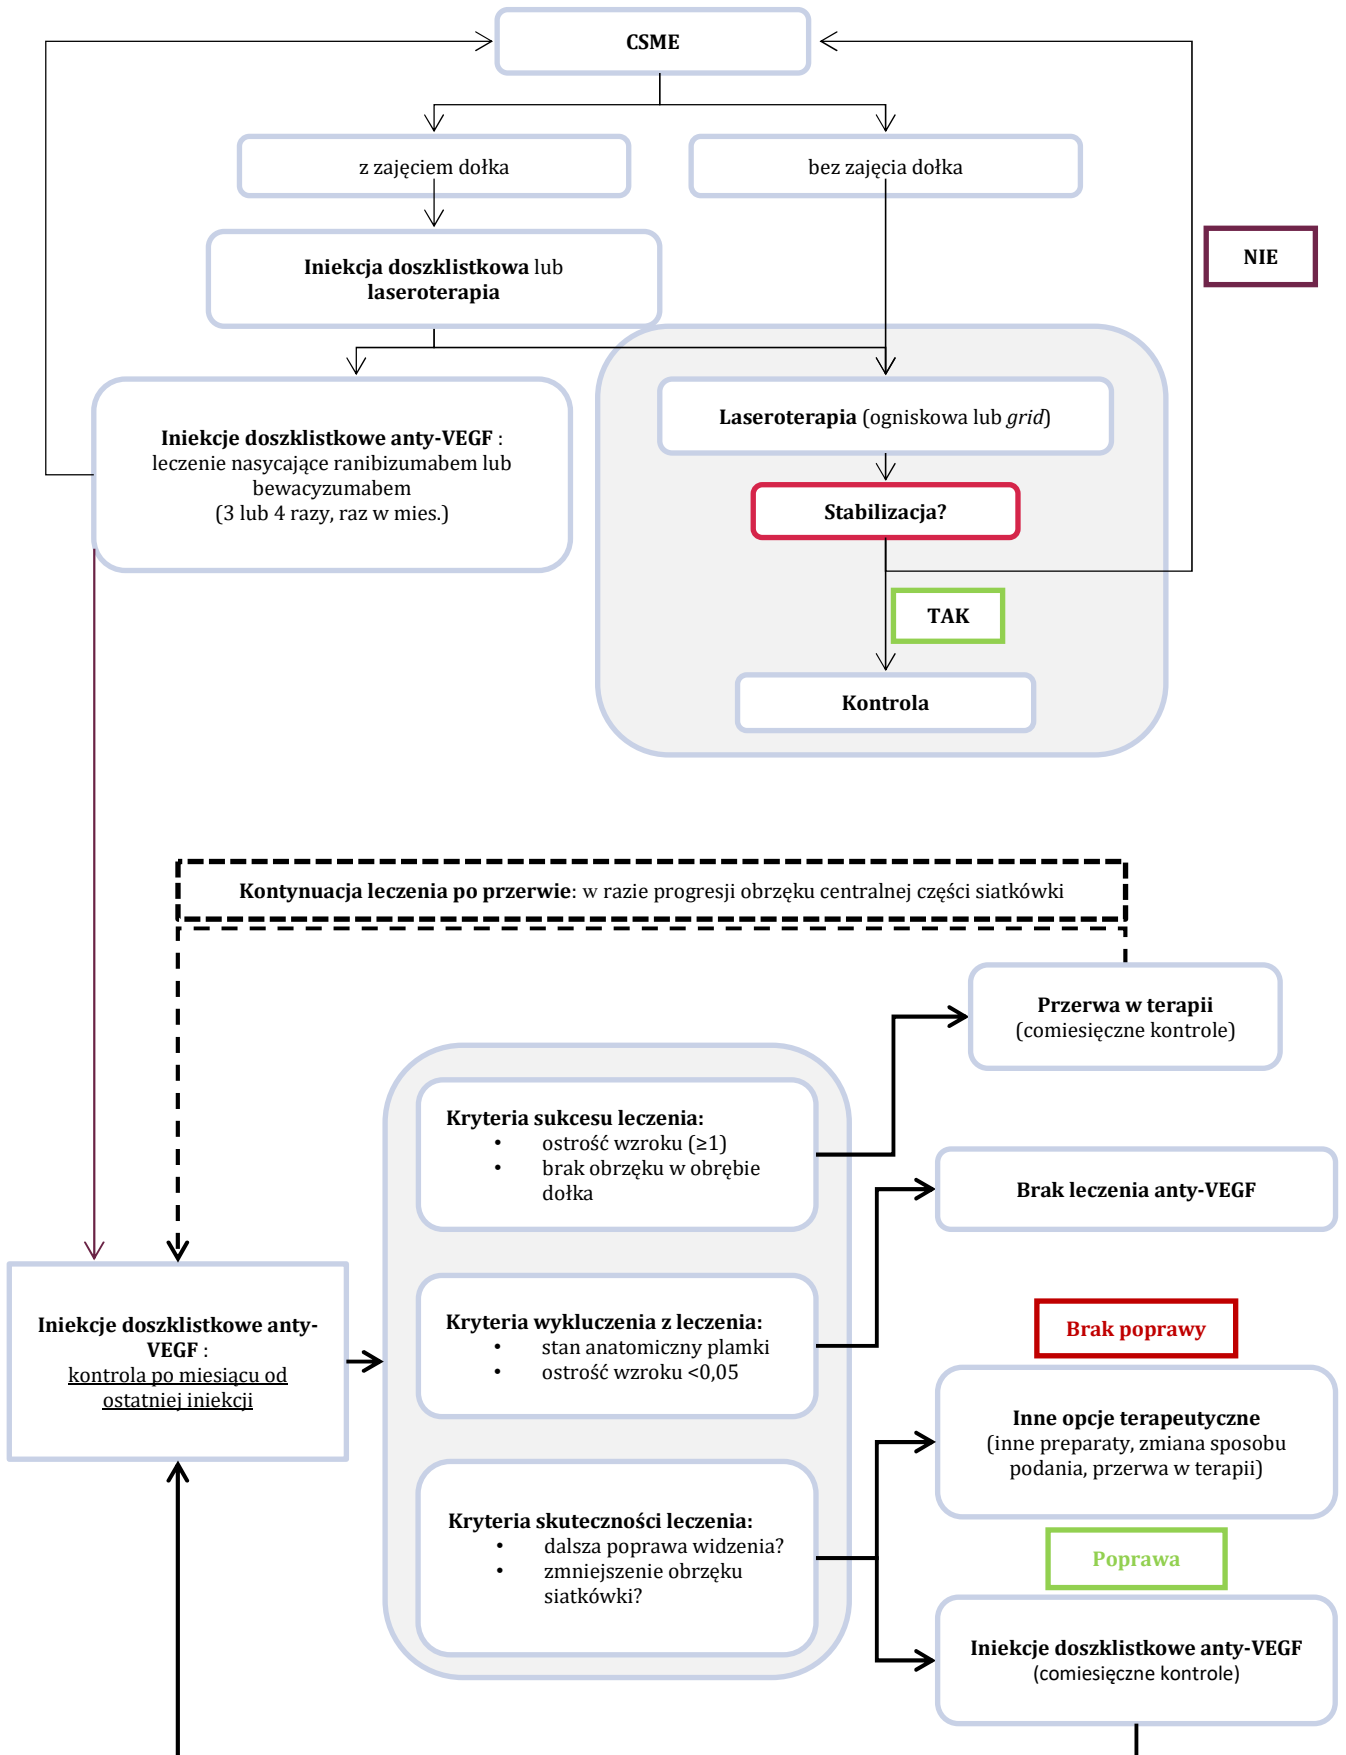 CSME
z zajęciem dołka
bez zajęcia dołka
NIE
Iniekcja doszklistkowa lub
laseroterapia
Laseroterapia (ogniskowa lub grid)
Iniekcje doszklistkowe anty-VEGF :
leczenie nasycające ranibizumabem lub
bewacyzumabem
(3 lub 4 razy, raz w mies.)
Stabilizacja?
TAK
Kontrola
Kontynuacja leczenia po przerwie: w razie progresji obrzęku centralnej części siatkówki
Przerwa w terapii
(comiesięczne kontrole)
Kryteria sukcesu leczenia:
• ostrość wzroku (≥1)
• brak obrzęku w obrębie
dołka
Brak leczenia anty-VEGF
Iniekcje doszklistkowe anty-
VEGF :
kontrola po miesiącu od
ostatniej iniekcji
Kryteria wykluczenia z leczenia:
• stan anatomiczny plamki
• ostrość wzroku <0,05
Brak poprawy
Inne opcje terapeutyczne
(inne preparaty, zmiana sposobu
podania, przerwa w terapii)
Kryteria skuteczności leczenia:
• dalsza poprawa widzenia?
• zmniejszenie obrzęku
siatkówki?
Poprawa
Iniekcje doszklistkowe anty-VEGF
(comiesięczne kontrole)